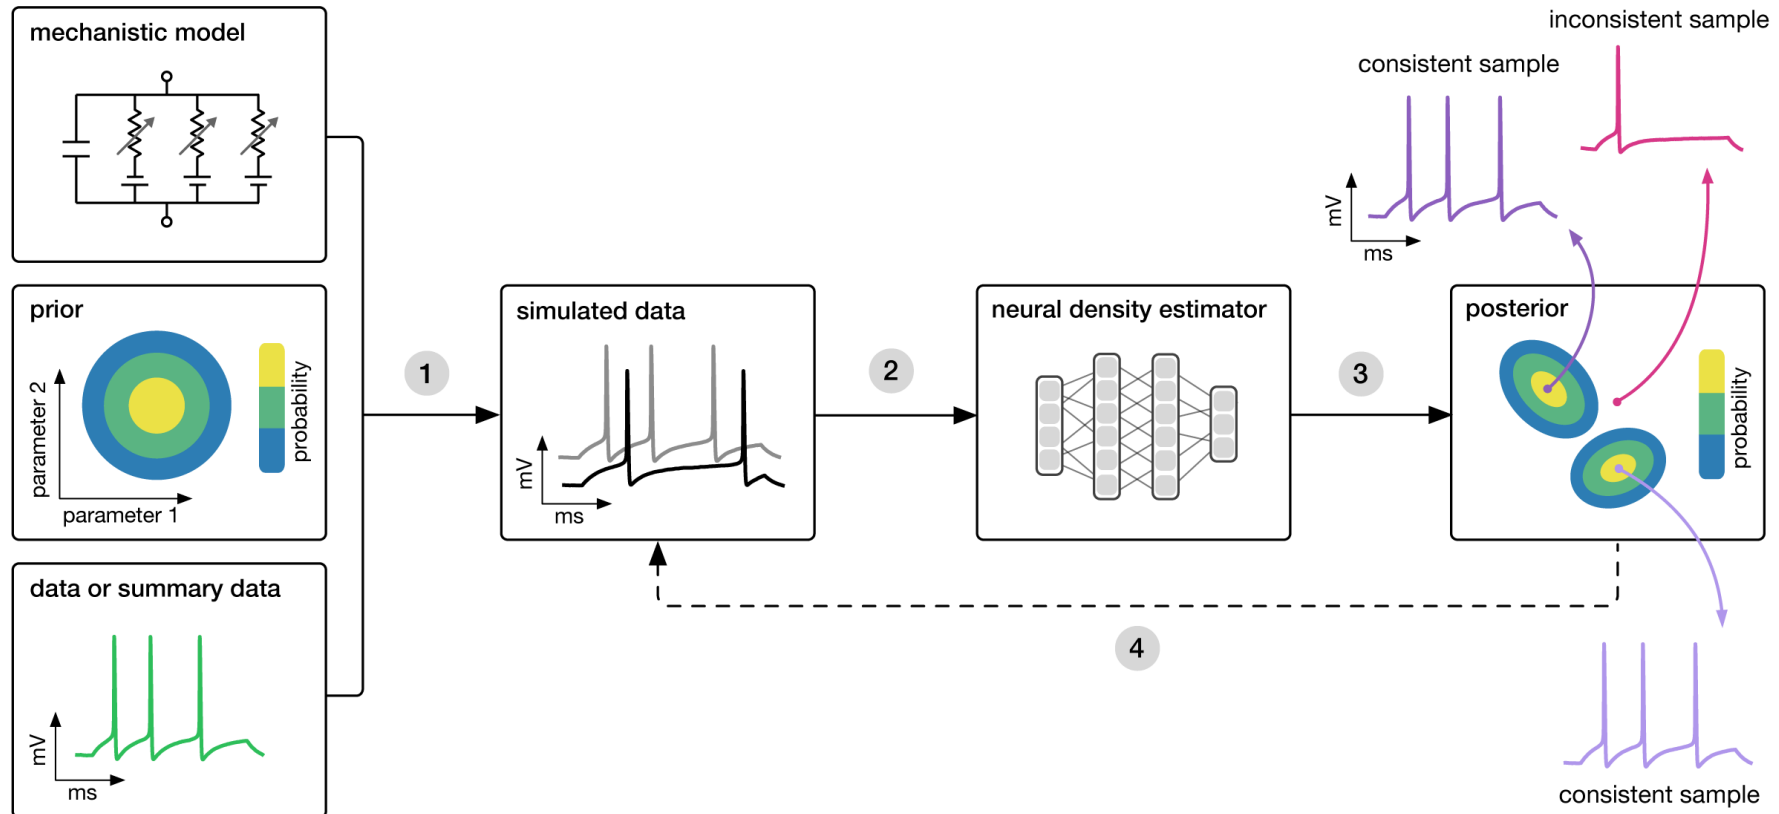 mechanistic model
prior
parameter 2
parameter 1
probability
data or summary data
mV
ms
1
simulated data
mV
ms
2
neural density estimator
3
posterior
probability
consistent sample
mV
ms
inconsistent sample
consistent sample
4